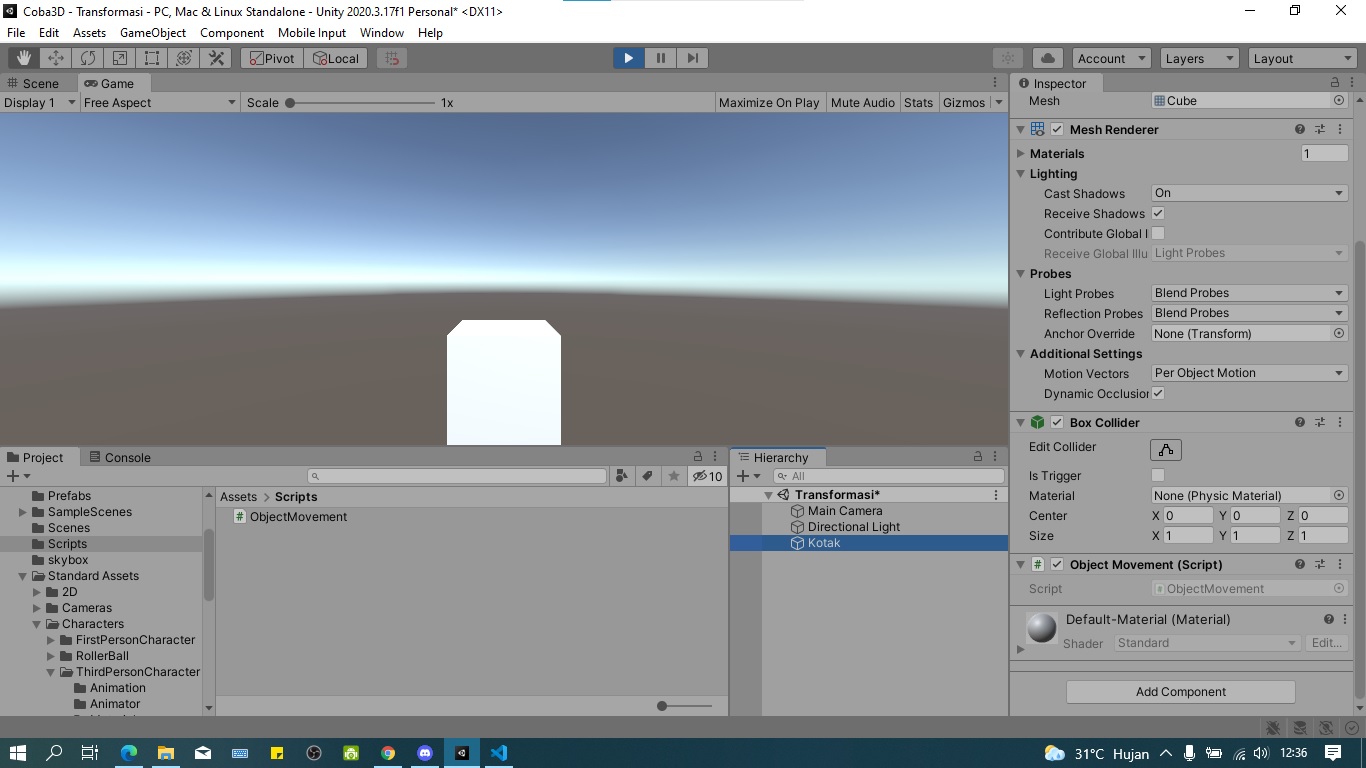 Coba3D - Transformasi - PC, Mac & Linux Standalone - Unity 2020.3.17f1 Personal* <DX11>
File Edit Assets GameObject Component Mobile Input Window Help
Pivot Local Account Layers Layout
Scene Game
Display 1 Free Aspect Scale 1x Maximize On Play Mute Audio Stats Gizmos
Inspector
Mesh Cube
Mesh Renderer
Materials 1
Lighting
Cast Shadows On
Receive Shadows
Contribute Global I
Receive Global Illu Light Probes
Probes
Light Probes Blend Probes
Reflection Probes Blend Probes
Anchor Override None (Transform)
Additional Settings
Motion Vectors Per Object Motion
Dynamic Occlusion
Box Collider
Edit Collider
Is Trigger
Material None (Physic Material)
Center X 0 Y 0 Z 0
Size X 1 Y 1 Z 1
Object Movement (Script)
Script ObjectMovement
Default-Material (Material)
Shader Standard Edit...
Add Component
Project Console
10
Prefabs
SampleScenes
Scenes
Scripts
skybox
Standard Assets
2D
Cameras
Characters
FirstPersonCharacter
RollerBall
ThirdPersonCharacter
Animation
Animator
Assets > Scripts
ObjectMovement
Hierarchy
All
Transformasi*
Main Camera
Directional Light
Kotak
31°C Hujan 12:36